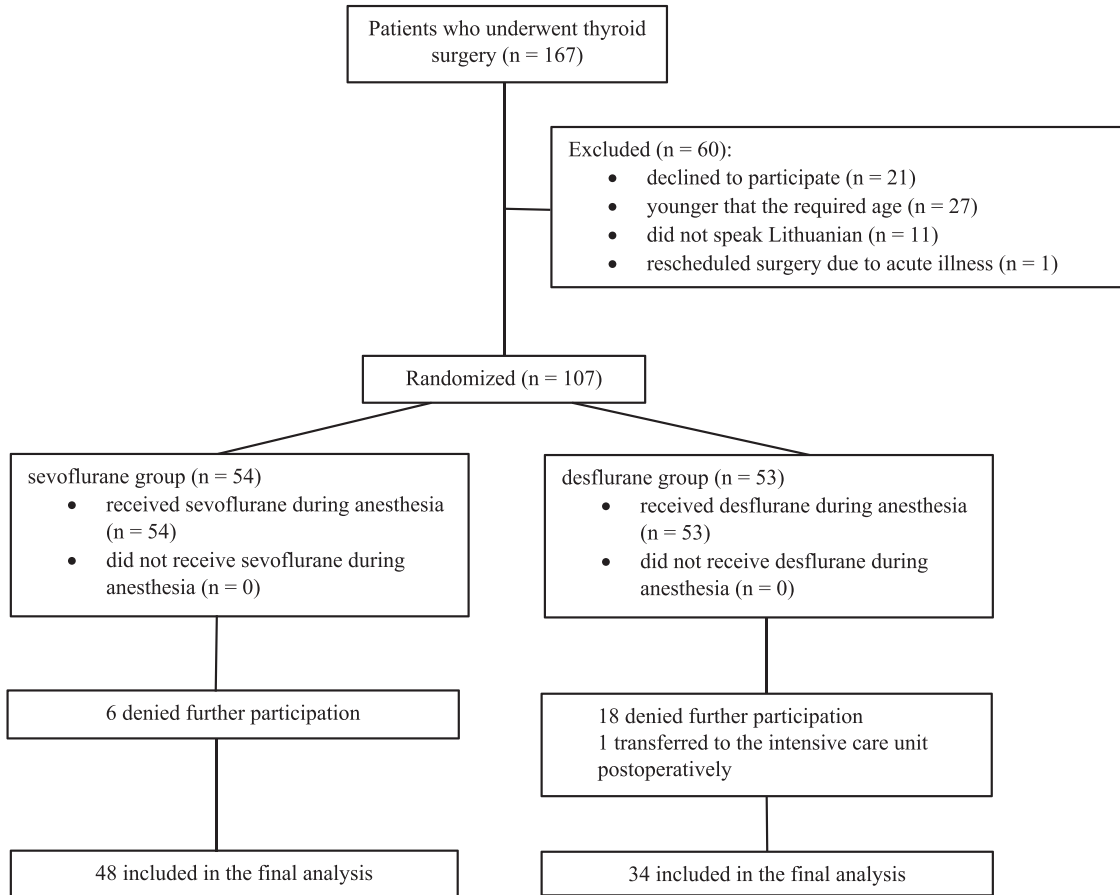 Patients who underwent thyroid
surgery (n = 167)
Excluded (n = 60):
• declined to participate (n = 21)
• younger that the required age (n = 27)
• did not speak Lithuanian (n = 11)
• rescheduled surgery due to acute illness (n = 1)
Randomized (n = 107)
sevoflurane group (n = 54)
• received sevoflurane during anesthesia
(n = 54)
• did not receive sevoflurane during
anesthesia (n = 0)
desflurane group (n = 53)
• received desflurane during anesthesia
(n = 53)
• did not receive desflurane during
anesthesia (n = 0)
6 denied further participation
18 denied further participation
1 transferred to the intensive care unit
postoperatively
48 included in the final analysis
34 included in the final analysis